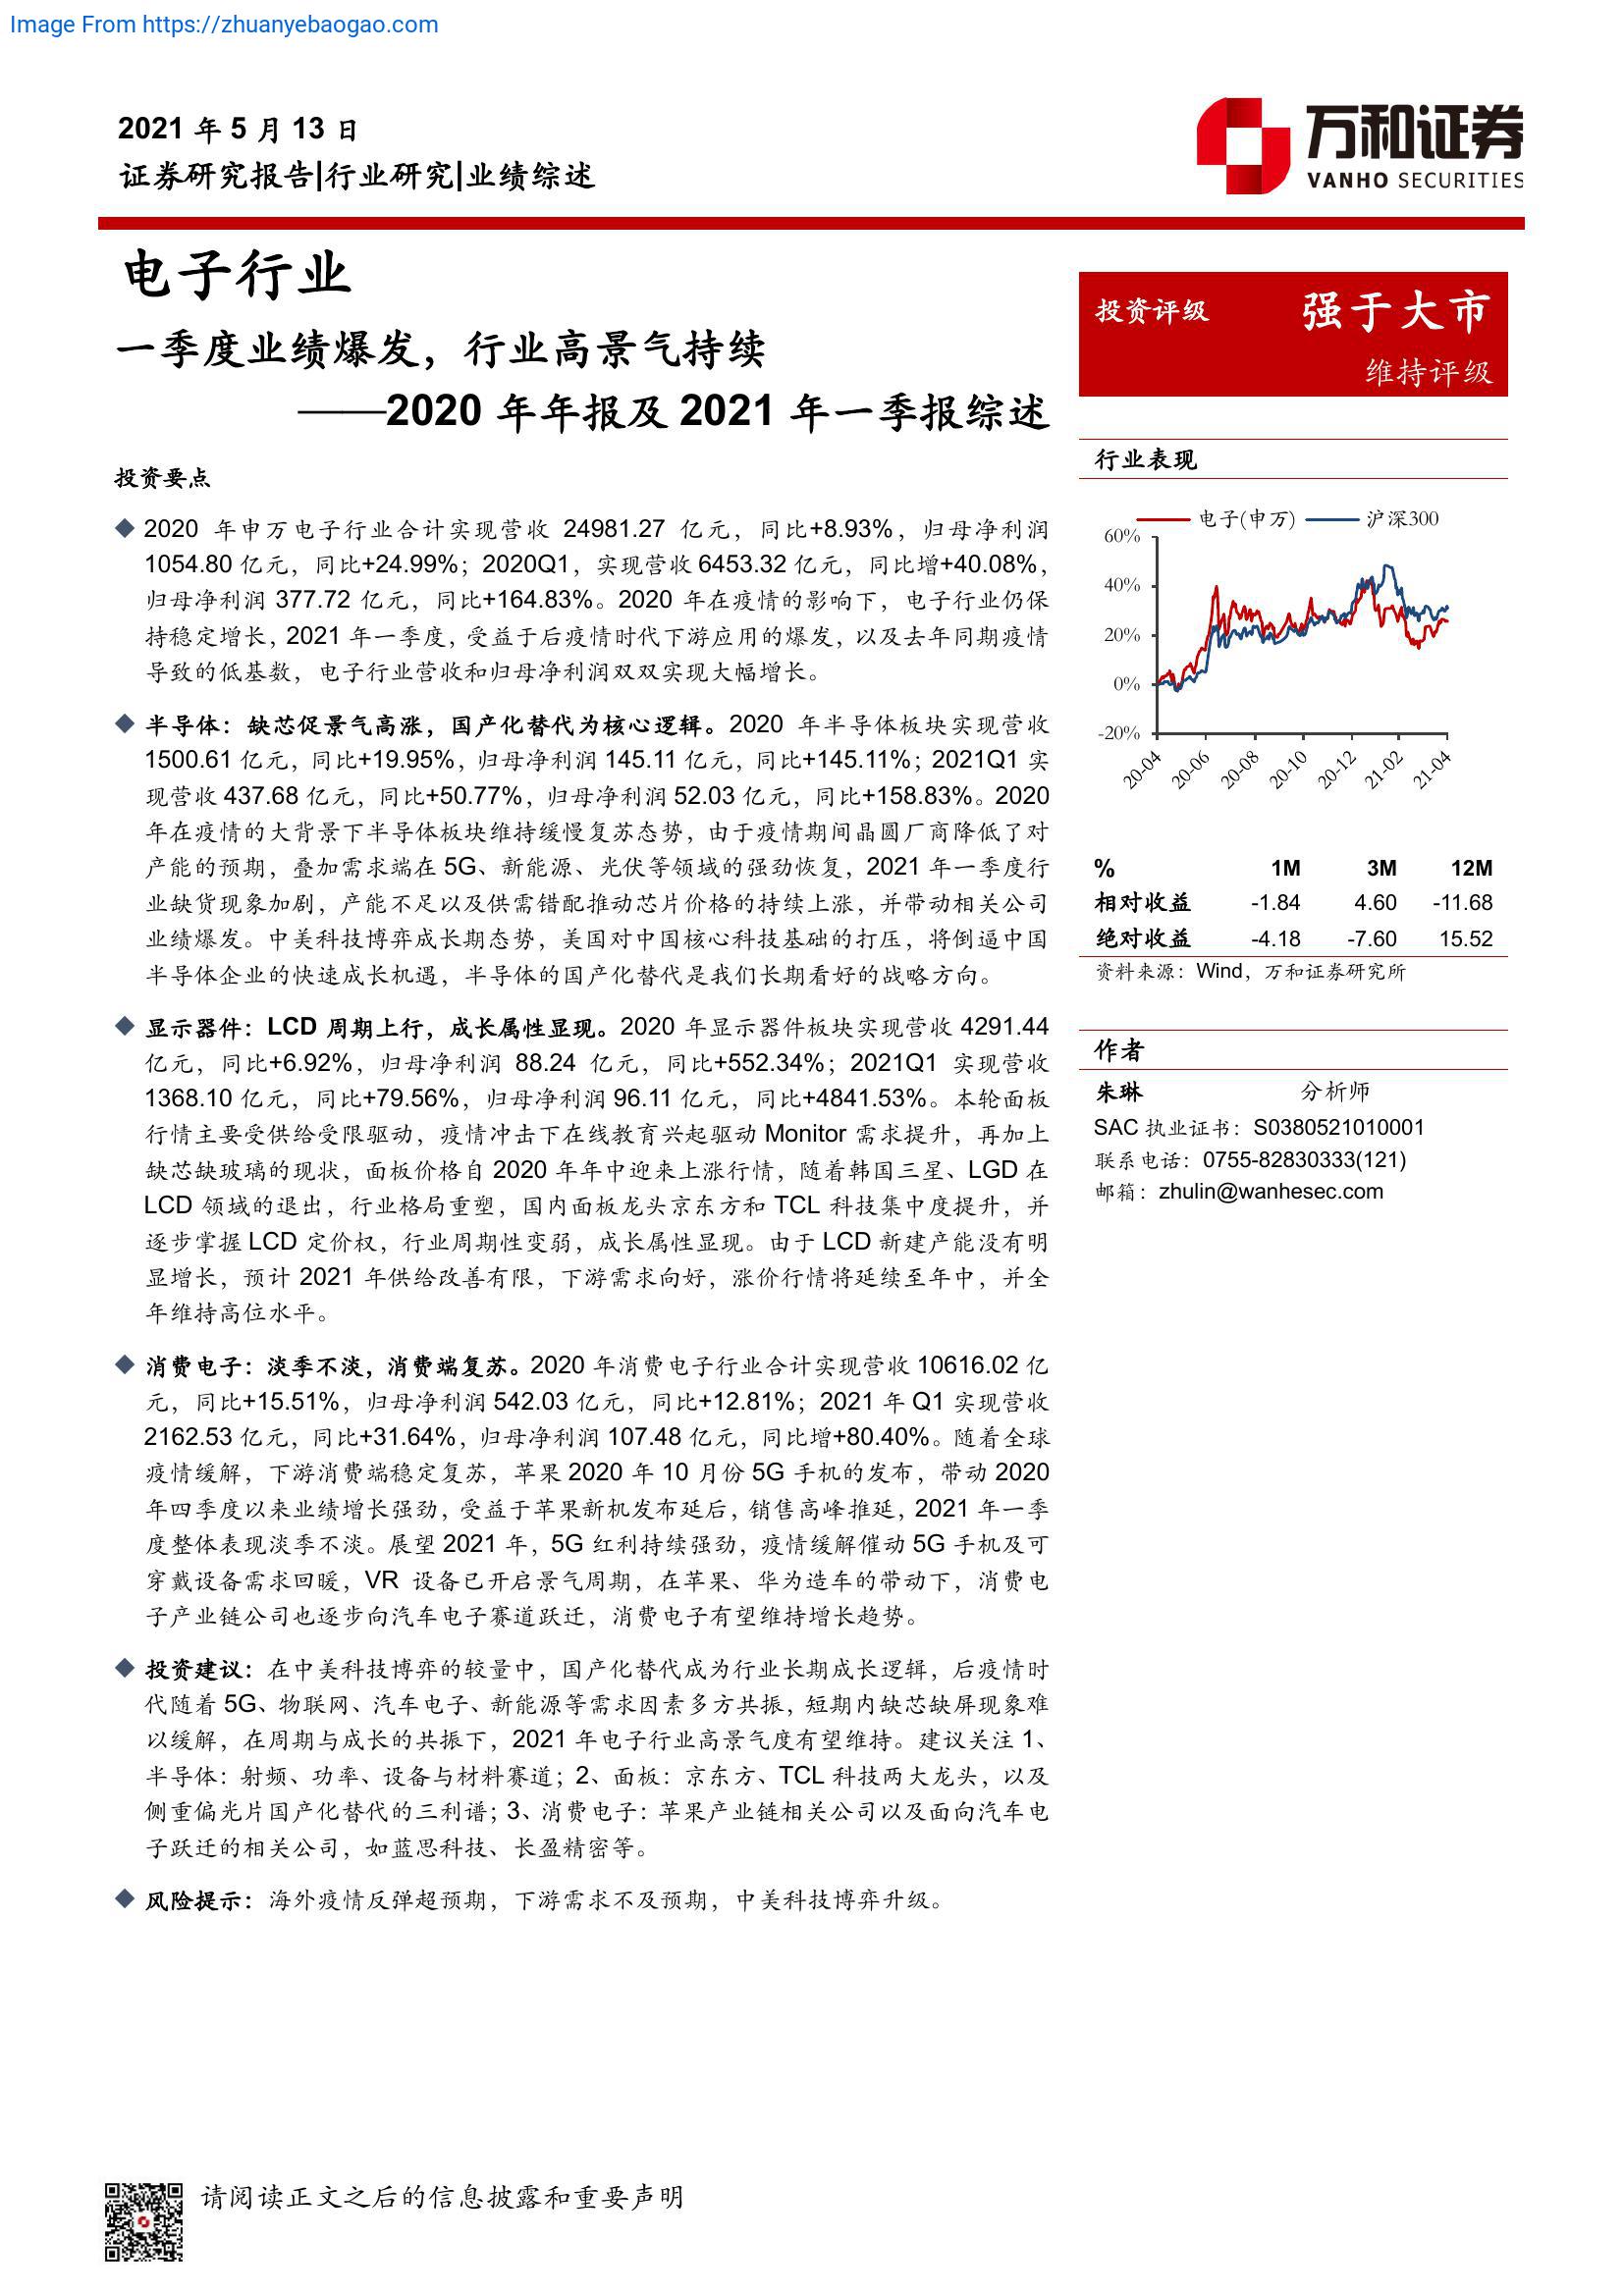 Image From https://zhuanyebaogao.com
2021 年 5 月 13 日
证券研究报告|行业研究|业绩综述
万和证券
VANHO SECURITIES
电子行业
一季度业绩爆发，行业高景气持续
——2020 年年报及 2021 年一季报综述
投资要点
◆ 2020 年申万电子行业合计实现营收 24981.27 亿元，同比+8.93%，归母净利润
1054.80 亿元，同比+24.99%；2020Q1，实现营收 6453.32 亿元，同比增+40.08%，
归母净利润 377.72 亿元，同比+164.83%。2020 年在疫情的影响下，电子行业仍保
持稳定增长，2021 年一季度，受益于后疫情时代下游应用的爆发，以及去年同期疫情
导致的低基数，电子行业营收和归母净利润双双实现大幅增长。
◆ 半导体：缺芯促景气高涨，国产化替代为核心逻辑。2020 年半导体板块实现营收
1500.61 亿元，同比+19.95%，归母净利润 145.11 亿元，同比+145.11%；2021Q1 实
现营收 437.68 亿元，同比+50.77%，归母净利润 52.03 亿元，同比+158.83%。2020
年在疫情的大背景下半导体板块维持缓慢复苏态势，由于疫情期间晶圆厂商降低了对
产能的预期，叠加需求端在 5G、新能源、光伏等领域的强劲恢复，2021 年一季度行
业缺货现象加剧，产能不足以及供需错配推动芯片价格的持续上涨，并带动相关公司
业绩爆发。中美科技博弈成长期态势，美国对中国核心科技基础的打压，将倒逼中国
半导体企业的快速成长机遇，半导体的国产化替代是我们长期看好的战略方向。
◆ 显示器件：LCD 周期上行，成长属性显现。2020 年显示器件板块实现营收 4291.44
亿元，同比+6.92%，归母净利润 88.24 亿元，同比+552.34%；2021Q1 实现营收
1368.10 亿元，同比+79.56%，归母净利润 96.11 亿元，同比+4841.53%。本轮面板
行情主要受供给受限驱动，疫情冲击下在线教育兴起驱动 Monitor 需求提升，再加上
缺芯缺玻璃的现状，面板价格自 2020 年年中迎来上涨行情，随着韩国三星、LGD 在
LCD 领域的退出，行业格局重塑，国内面板龙头京东方和 TCL 科技集中度提升，并
逐步掌握 LCD 定价权，行业周期性变弱，成长属性显现。由于 LCD 新建产能没有明
显增长，预计 2021 年供给改善有限，下游需求向好，涨价行情将延续至年中，并全
年维持高位水平。
◆ 消费电子：淡季不淡，消费端复苏。2020 年消费电子行业合计实现营收 10616.02 亿
元，同比+15.51%，归母净利润 542.03 亿元，同比+12.81%；2021 年 Q1 实现营收
2162.53 亿元，同比+31.64%，归母净利润 107.48 亿元，同比增+80.40%。随着全球
疫情缓解，下游消费端稳定复苏，苹果 2020 年 10 月份 5G 手机的发布，带动 2020
年四季度以来业绩增长强劲，受益于苹果新机发布延后，销售高峰推延，2021 年一季
度整体表现淡季不淡。展望 2021 年，5G 红利持续强劲，疫情缓解催动 5G 手机及可
穿戴设备需求回暖，VR 设备已开启景气周期，在苹果、华为造车的带动下，消费电
子产业链公司也逐步向汽车电子赛道跃迁，消费电子有望维持增长趋势。
◆ 投资建议：在中美科技博弈的较量中，国产化替代成为行业长期成长逻辑，后疫情时
代随着 5G、物联网、汽车电子、新能源等需求因素多方共振，短期内缺芯缺屏现象难
以缓解，在周期与成长的共振下，2021 年电子行业高景气度有望维持。建议关注 1、
半导体：射频、功率、设备与材料赛道；2、面板：京东方、TCL 科技两大龙头，以及
侧重偏光片国产化替代的三利谱；3、消费电子：苹果产业链相关公司以及面向汽车电
子跃迁的相关公司，如蓝思科技、长盈精密等。
◆ 风险提示：海外疫情反弹超预期，下游需求不及预期，中美科技博弈升级。
投资评级 强于大市
维持评级
行业表现
电子(申万) 沪深300
60%
40%
20%
0%
-20%
20-04 20-06 20-08 20-10 20-12 21-02 21-04
% 1M 3M 12M
相对收益 -1.84 4.60 -11.68
绝对收益 -4.18 -7.60 15.52
资料来源：Wind，万和证券研究所
作者
朱琳 分析师
SAC 执业证书：S0380521010001
联系电话：0755-82830333(121)
邮箱：zhulin@wanhesec.com
请阅读正文之后的信息披露和重要声明